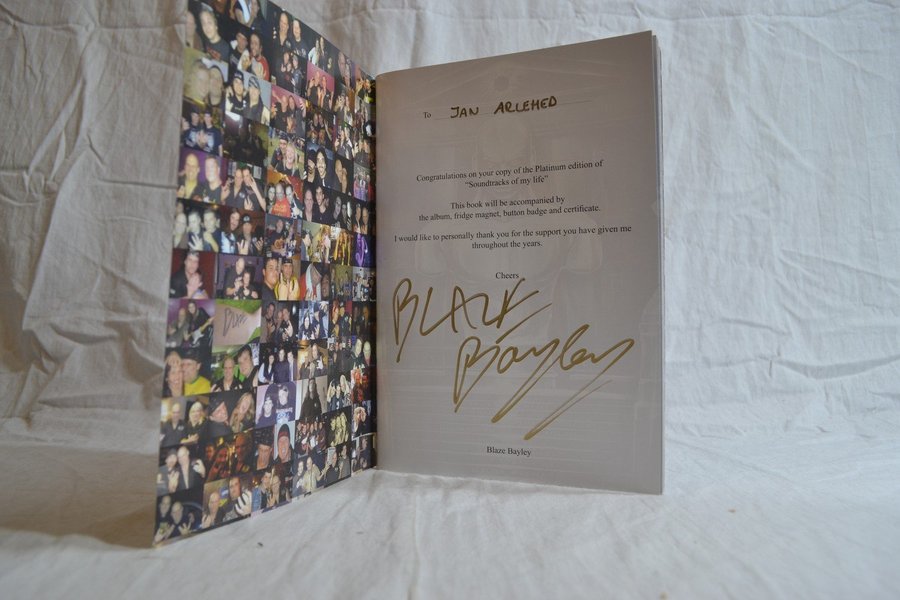 To JAN ARLEHED
Congratulations on your copy of the Platinum edition of
"Soundtracks of my life"
This book will be accompanied by
the album, fridge magnet, button badge and certificate.
I would like to personally thank you for the support you have given me
throughout the years.
Cheers
BLAZE
Bayley
Blaze Bayley